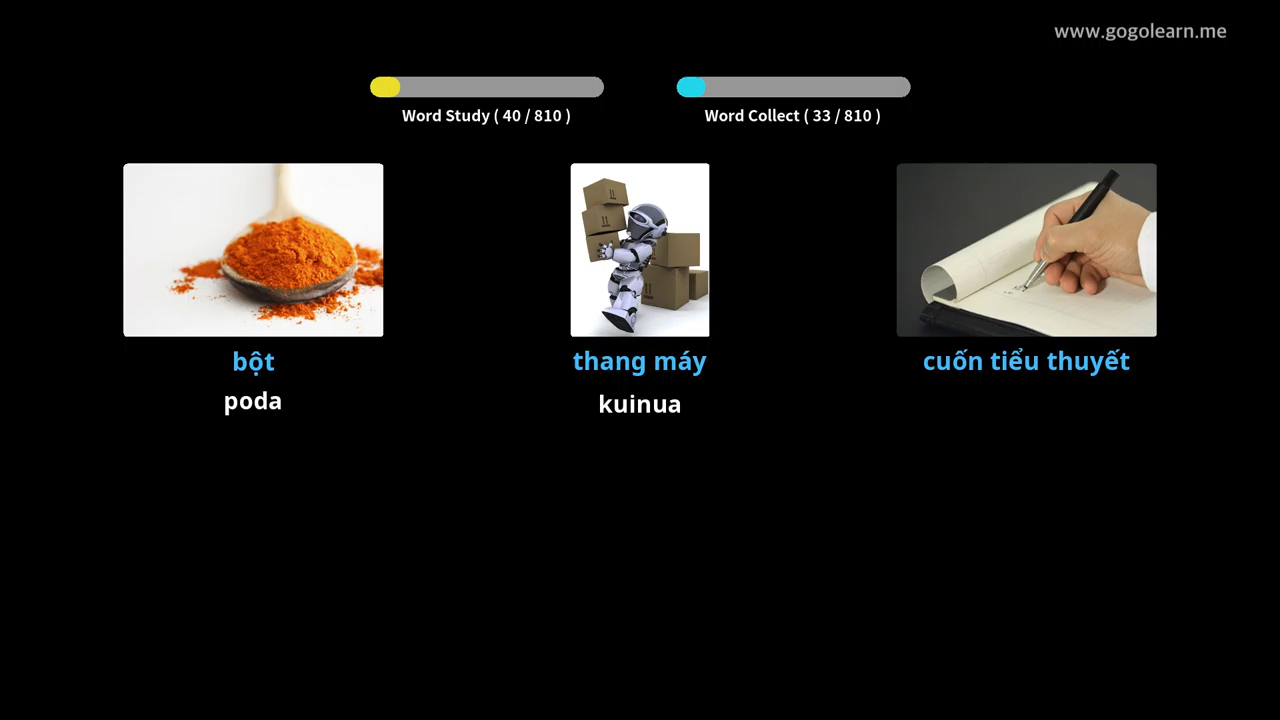 www.gogolearn.me
Word Study ( 40 / 810 )
Word Collect ( 33 / 810 )
bột
poda
thang máy
kuinua
cuốn tiểu thuyết